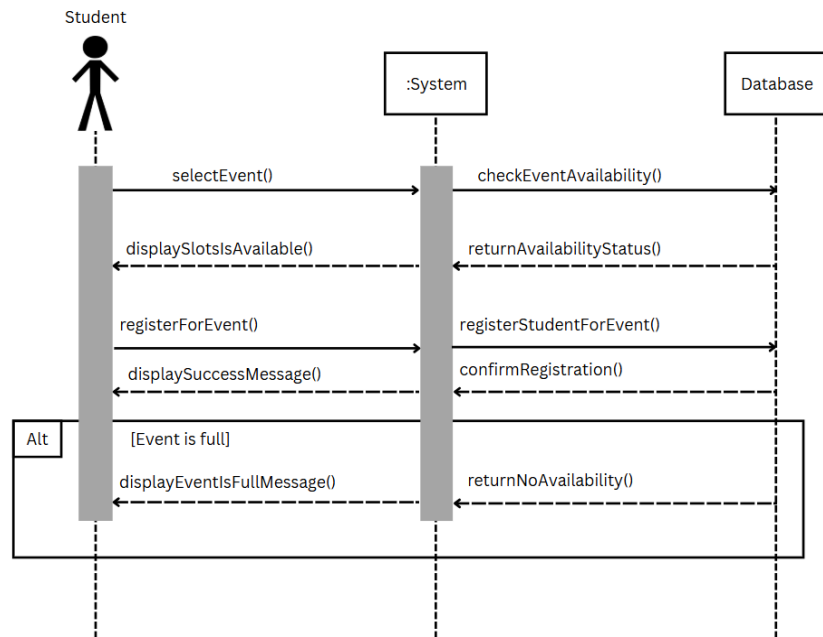 Student
:System
Database
selectEvent()
checkEventAvailability()
displaySlotsIsAvailable()
returnAvailabilityStatus()
registerForEvent()
registerStudentForEvent()
displaySuccessMessage()
confirmRegistration()
Alt
[Event is full]
displayEventIsFullMessage()
returnNoAvailability()